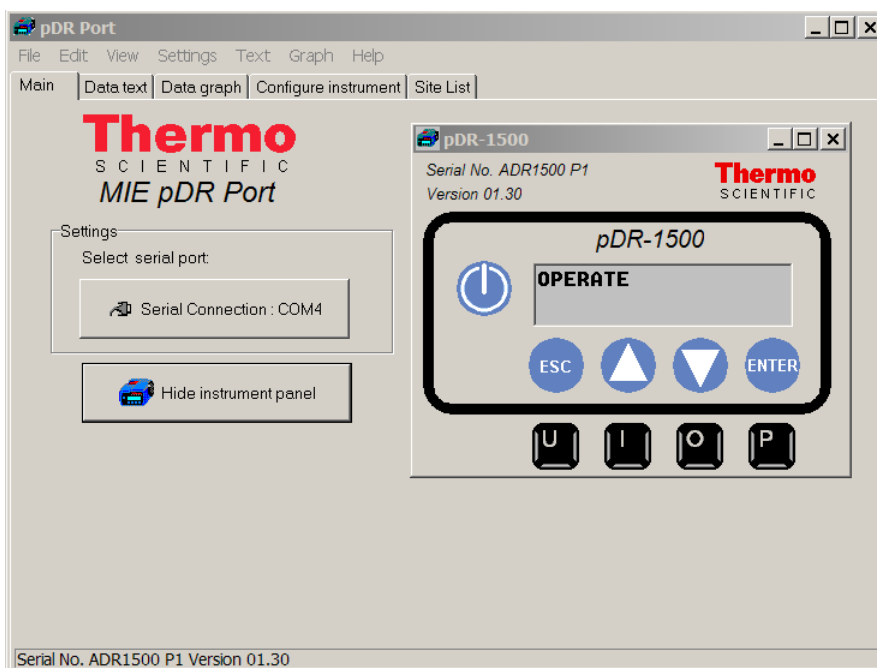 pDR Port
File Edit View Settings Text Graph Help
Main Data text Data graph Configure instrument Site List
Thermo
SCIENTIFIC
MIE pDR Port
Settings
Select serial port:
Serial Connection : COM4
Hide instrument panel
pDR-1500
Serial No. ADR1500 P1
Version 01.30
Thermo
SCIENTIFIC
pDR-1500
OPERATE
ESC ENTER
U I O P
Serial No. ADR1500 P1 Version 01.30